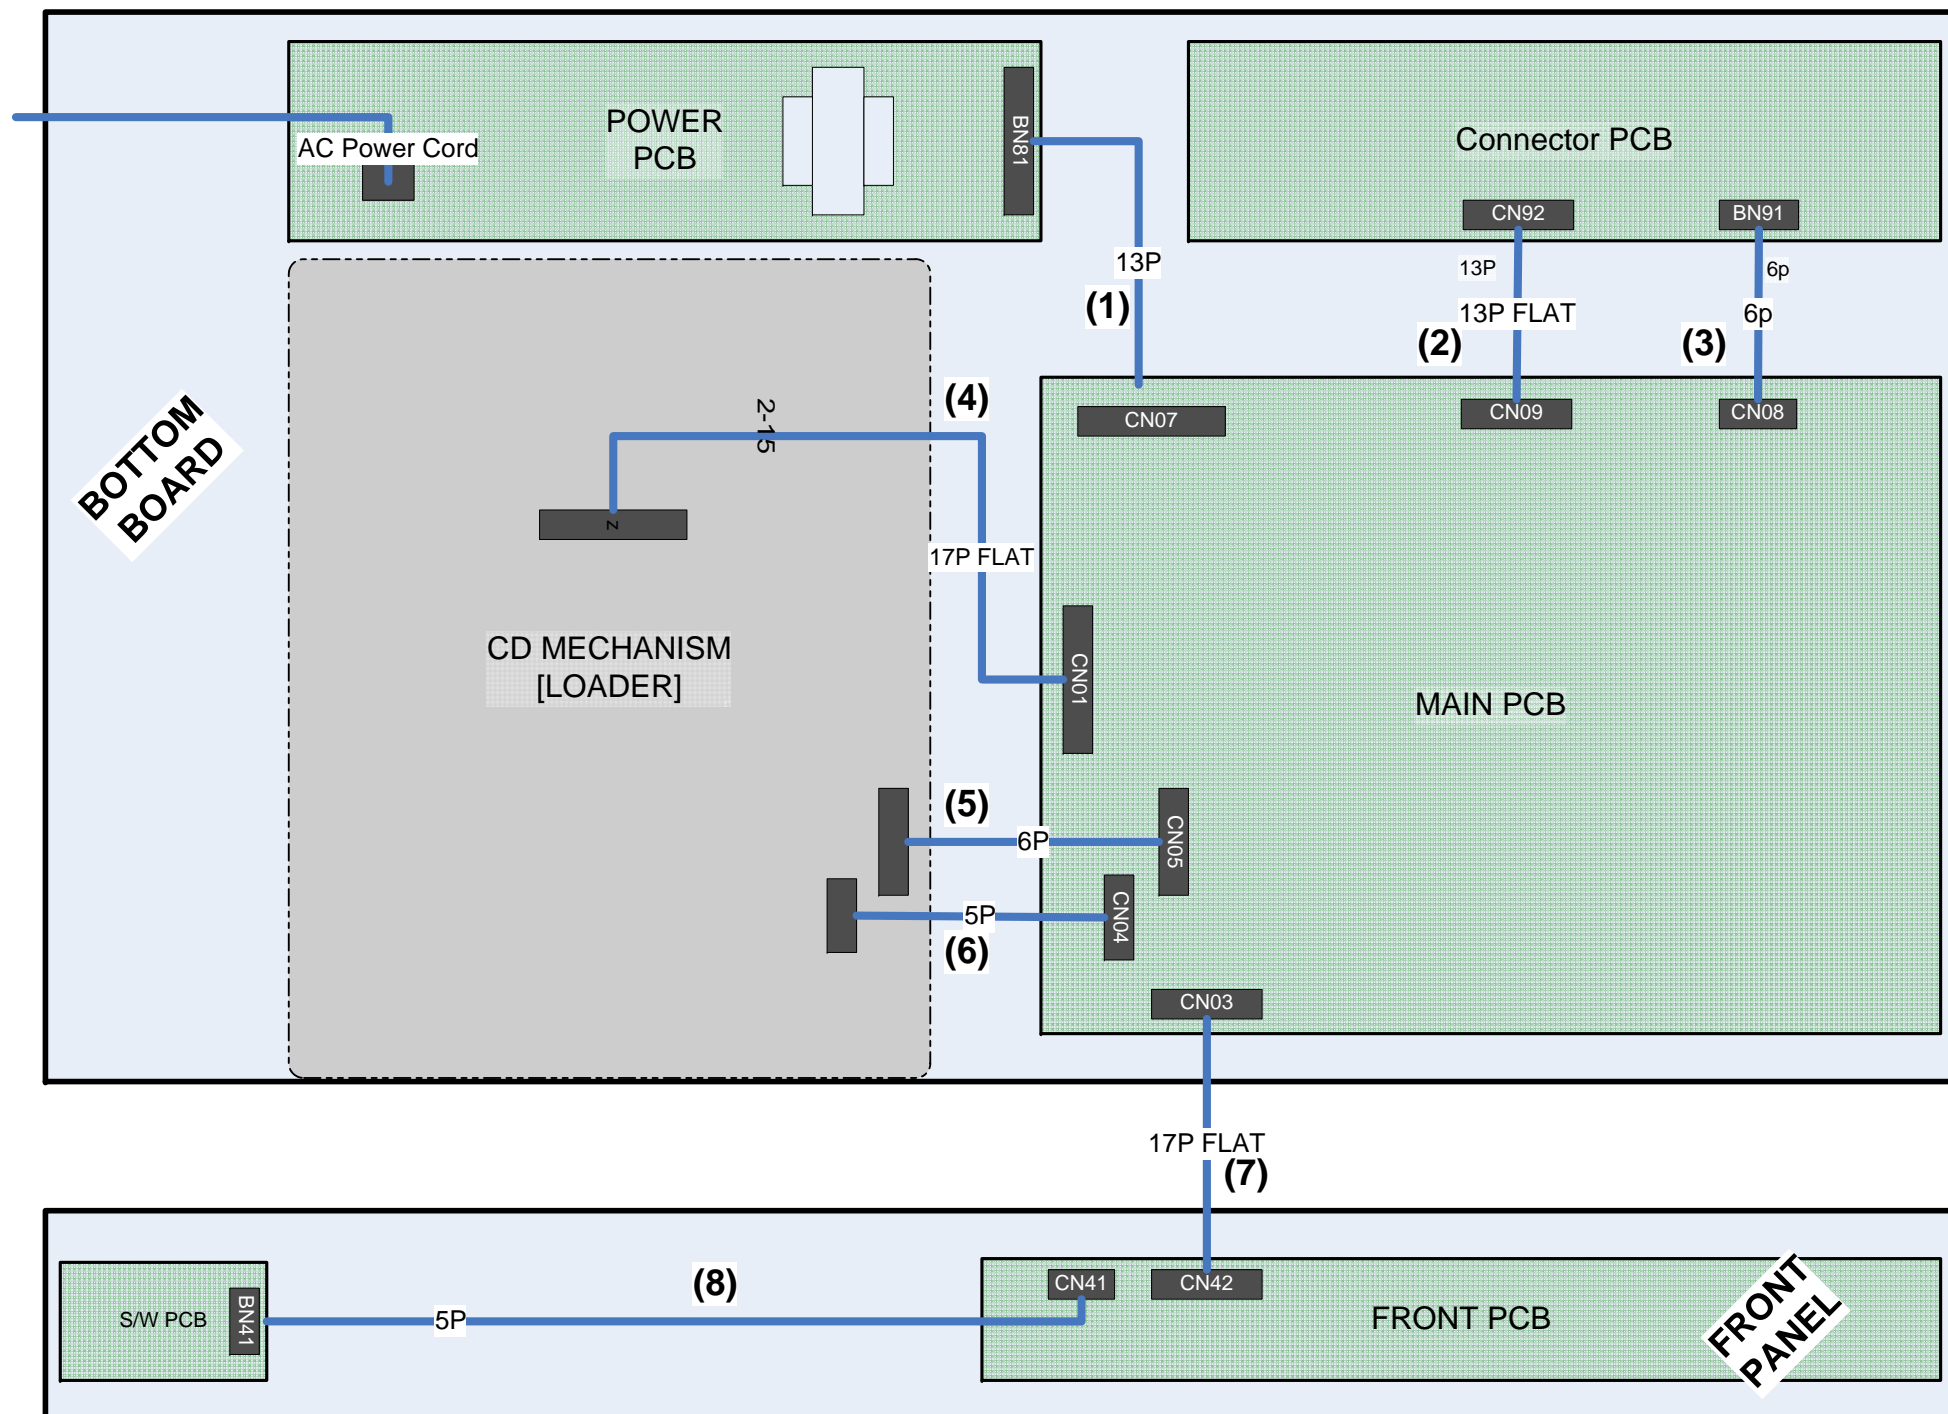 AC Power Cord
POWER
PCB
BN81
Connector PCB
CN92
BN91
13P
(1)
13P
13P FLAT
(2)
6p
6p
(3)
BOTTOM
BOARD
2-15
(4)
CN07
CN09
CN08
z
17P FLAT
CD MECHANISM
[LOADER]
CN01
MAIN PCB
(5)
6P
CN05
5P
(6)
CN04
CN03
17P FLAT
(7)
S/W PCB
BN41
5P
(8)
CN41
CN42
FRONT PCB
FRONT
PANEL